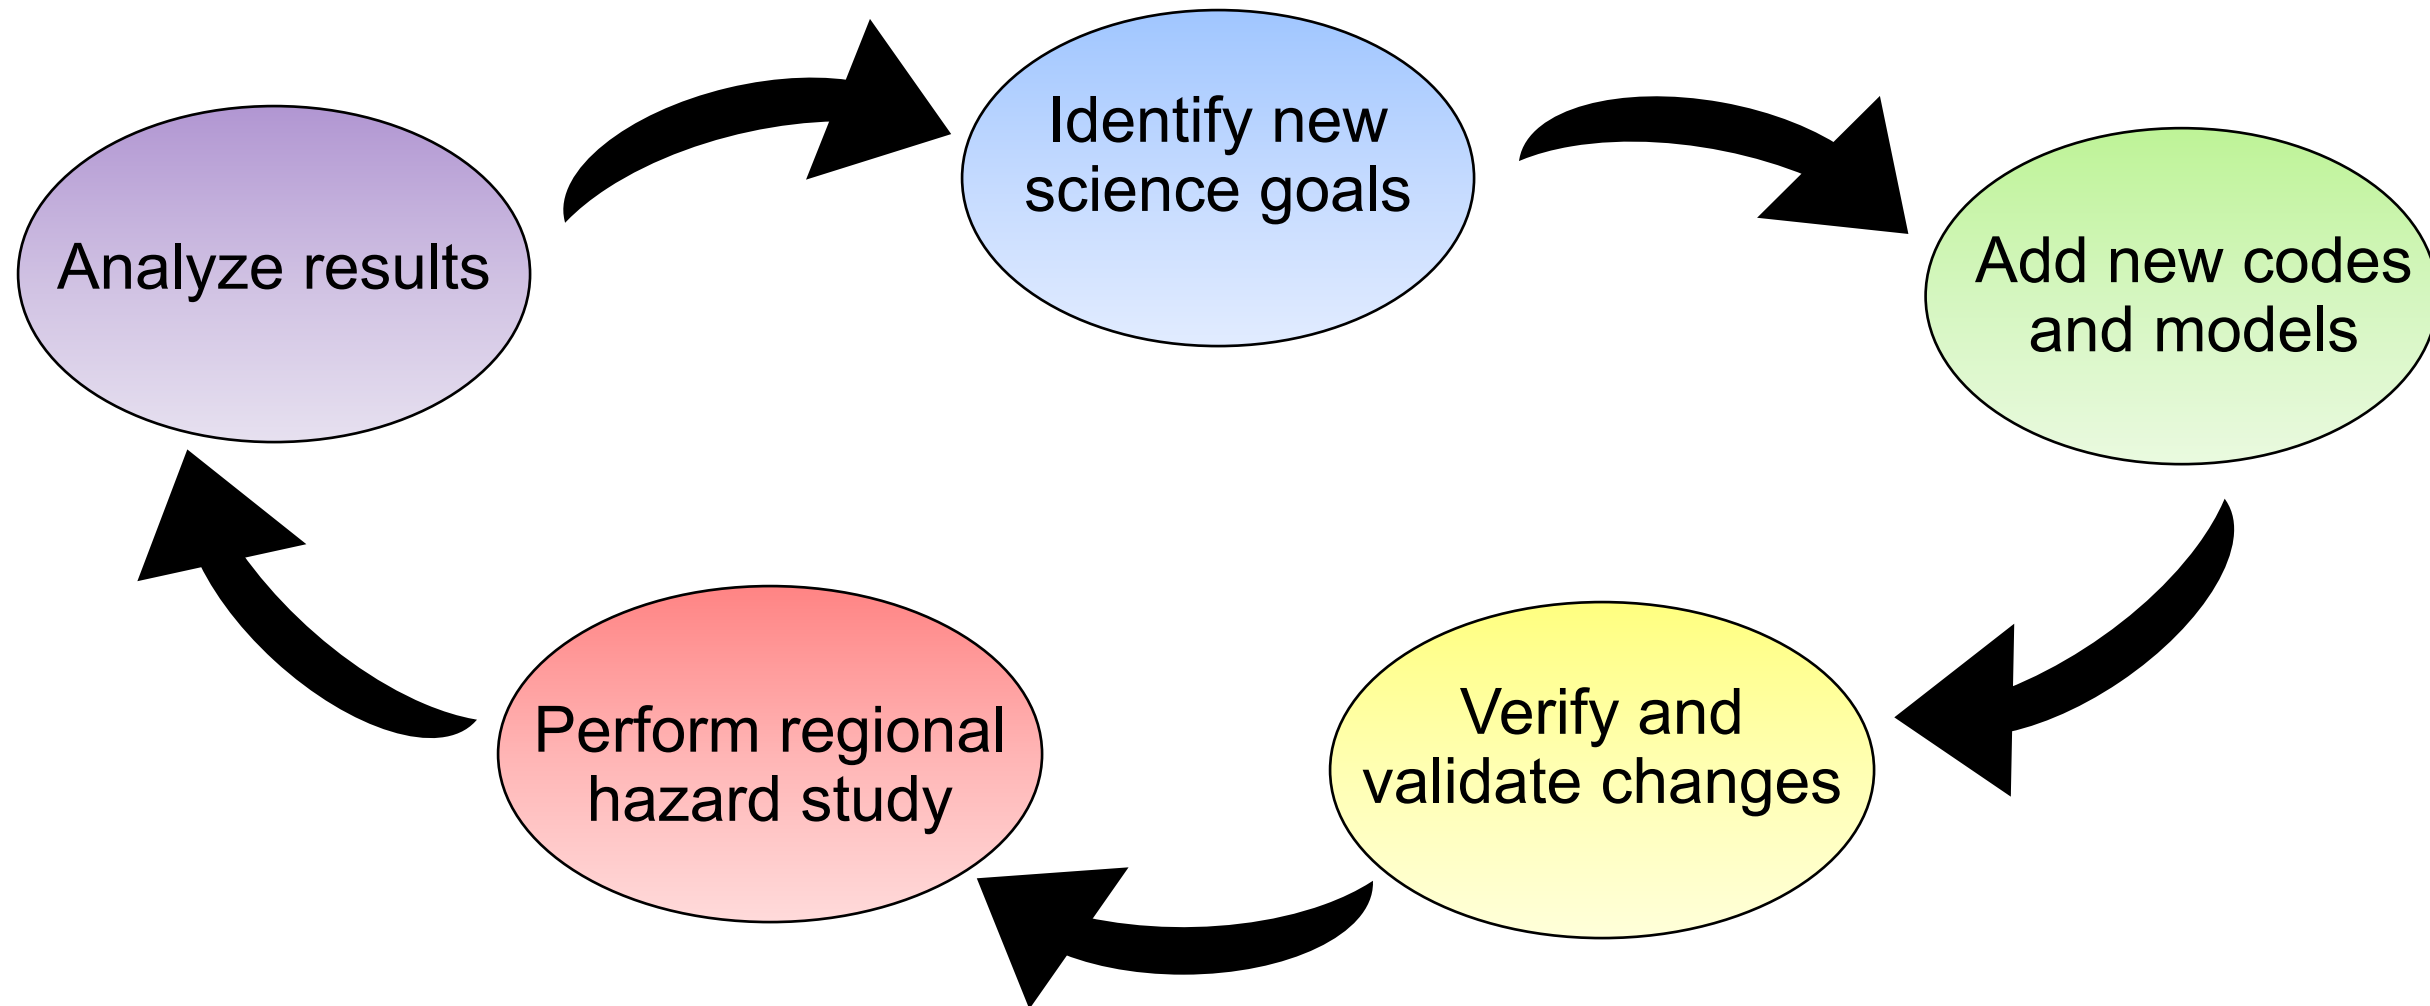 Identify new
science goals
Add new codes
and models
Verify and
validate changes
Perform regional
hazard study
Analyze results